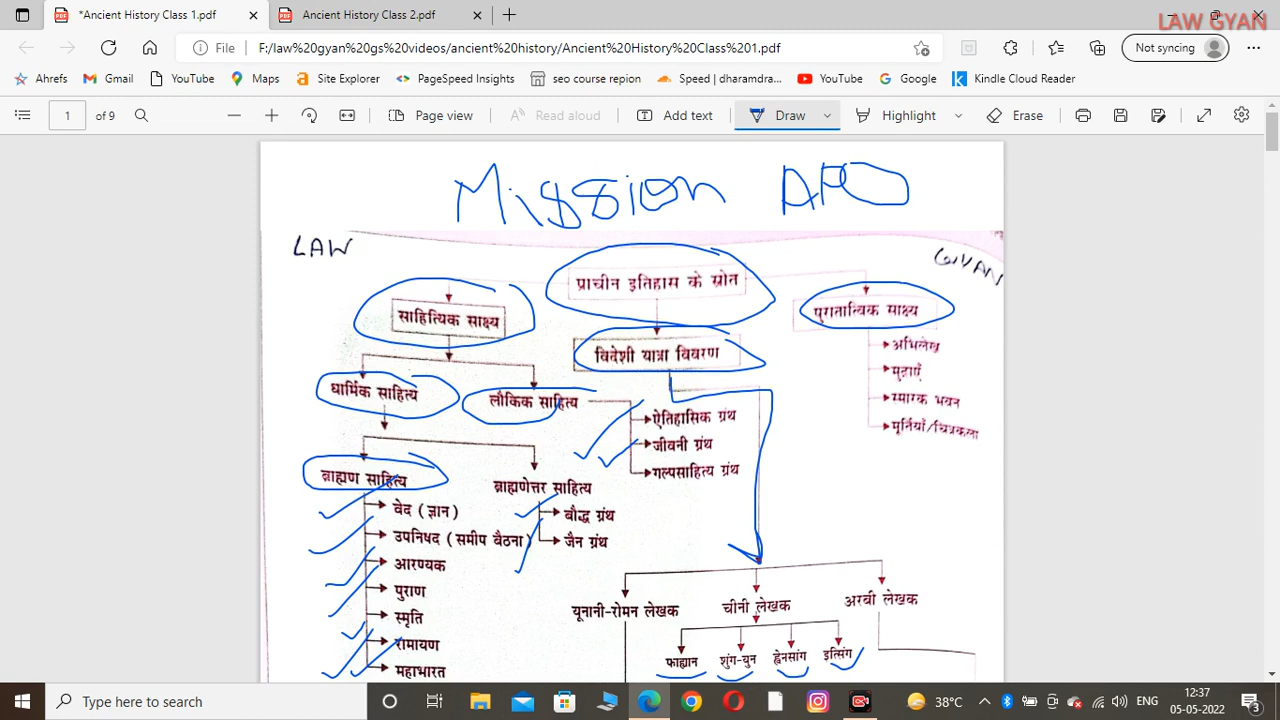 LAW GYAN
*Ancient History Class 1.pdf
Ancient History Class 2.pdf
File
F:/law%20gyan%20gs%20videos/ancient%20history/Ancient%20History%20Class%201.pdf
Not syncing
Ahrefs
Gmail
YouTube
Maps
Site Explorer
PageSpeed Insights
seo course repion
Speed | dharamdra...
YouTube
Google
Kindle Cloud Reader
1 of 9
Page view
Read aloud
Add text
Draw
Highlight
Erase
Mission APO
LAW
GYAN
प्राचीन इतिहास के स्रोत
साहित्यिक साक्ष्य
विदेशी यात्रा विवरण
पुरातात्विक साक्ष्य
अभिलेख
मुद्राएँ
स्मारक भवन
मूर्तियाँ/चित्रकला
धार्मिक साहित्य
लौकिक साहित्य
ऐतिहासिक ग्रंथ
जीवनी ग्रंथ
गल्पसाहित्य ग्रंथ
ब्राह्मण साहित्य
ब्राह्मणेत्तर साहित्य
वेद (ज्ञान)
उपनिषद (समीप बैठना)
आरण्यक
पुराण
स्मृति
रामायण
महाभारत
बौद्ध ग्रंथ
जैन ग्रंथ
यूनानी-रोमन लेखक
चीनी लेखक
अरबी लेखक
फाह्यान
शुंग-युन
ह्वेनसांग
इत्सिंग
Type here to search
38°C
ENG
12:37
05-05-2022
3